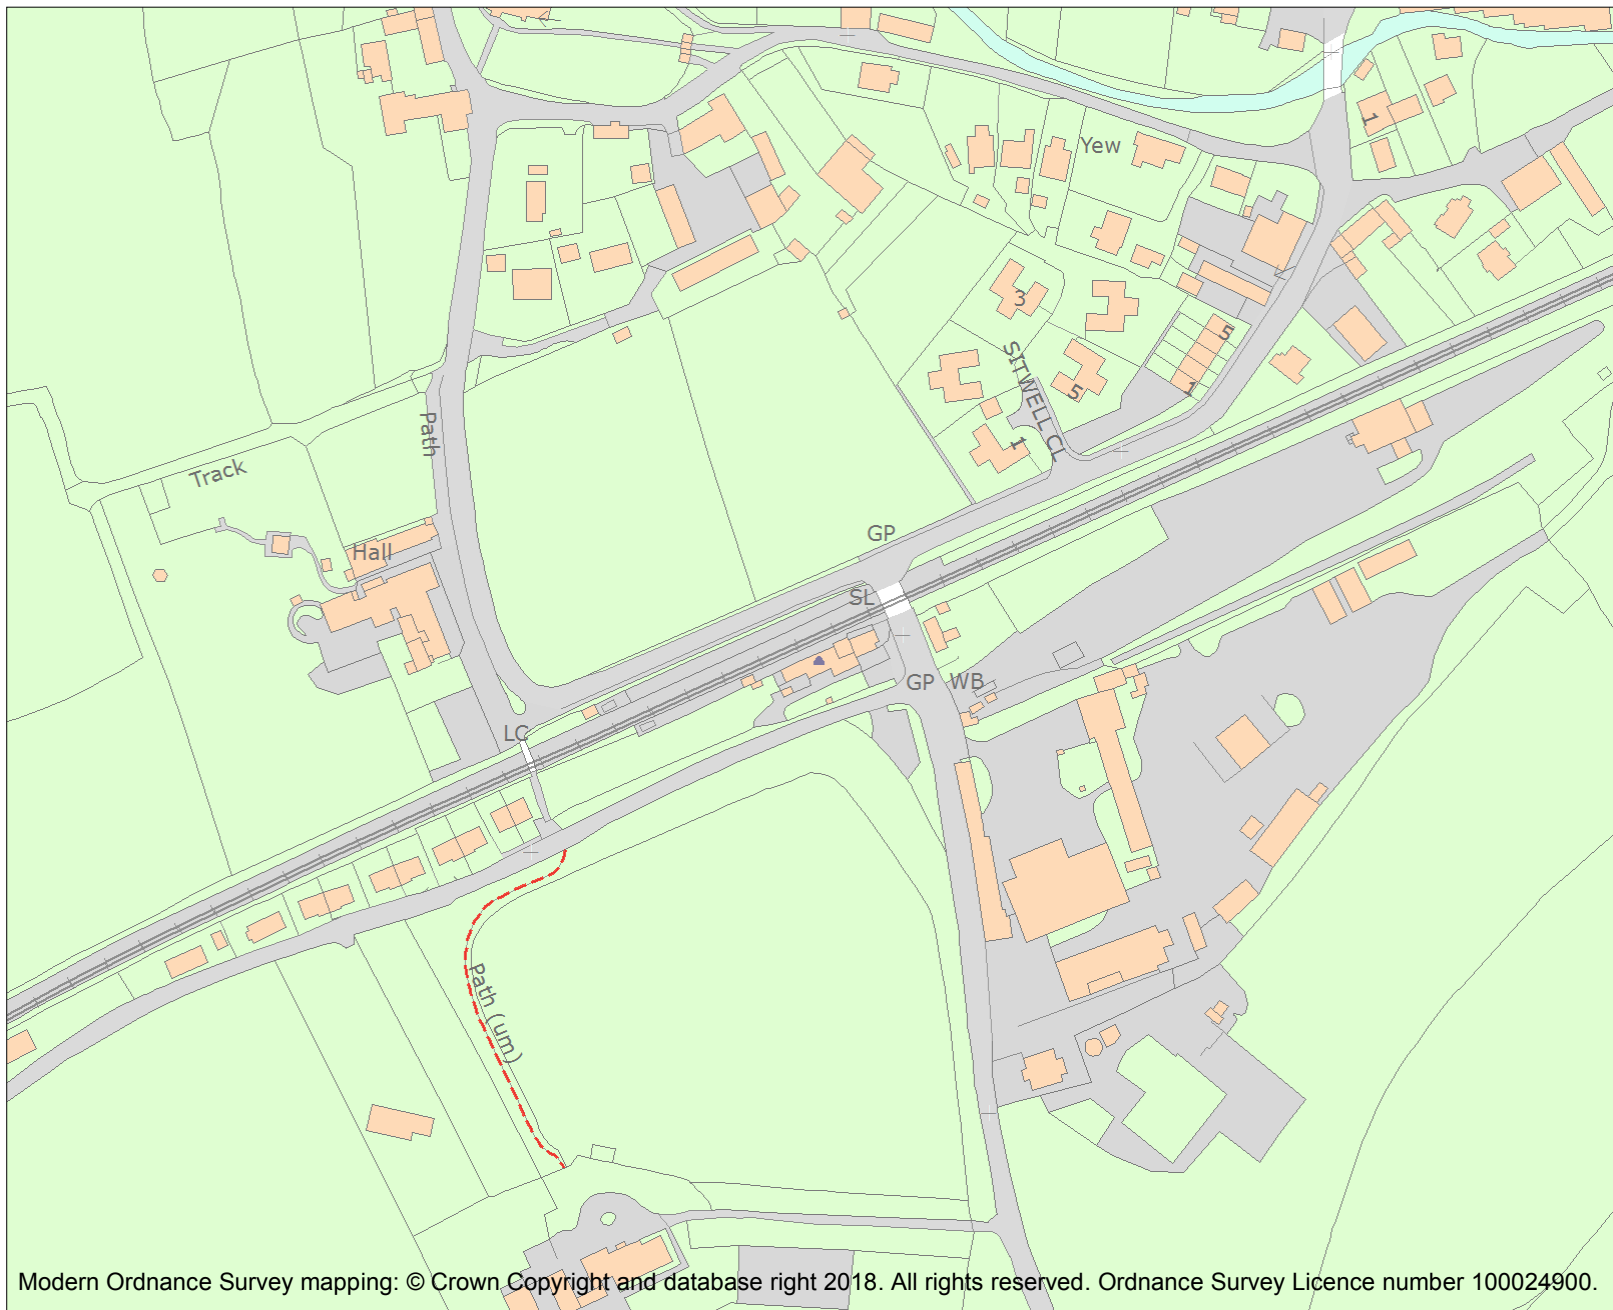 Yew
1
3
5
SITWELL CL
5
1
1
Path
Track
Hall
GP
SL
GP
WB
LC
Path (um)
Modern Ordnance Survey mapping: © Crown Copyright and database right 2018. All rights reserved. Ordnance Survey Licence number 100024900.